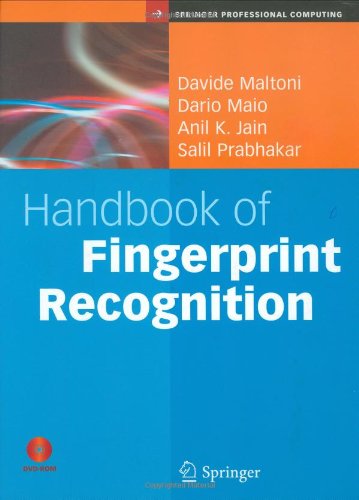 SPRINGER PROFESSIONAL COMPUTING
Davide Maltoni
Dario Maio
Anil K. Jain
Salil Prabhakar
Handbook of
Fingerprint
Recognition
DVD-ROM
Springer